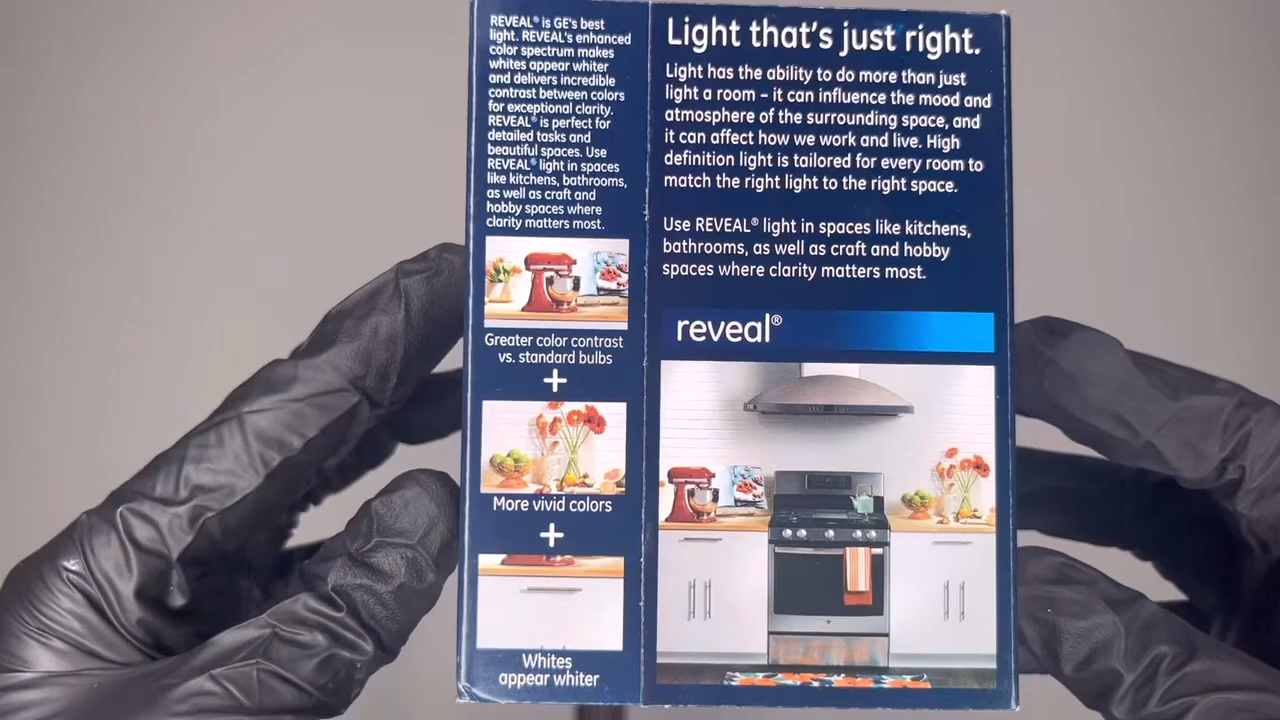 REVEAL® is GE's best
light. REVEAL's enhanced
color spectrum makes
whites appear whiter
and delivers incredible
contrast between colors
for exceptional clarity.
REVEAL® is perfect for
detailed tasks and
beautiful spaces. Use
REVEAL® light in spaces
like kitchens, bathrooms,
as well as craft and
hobby spaces where
clarity matters most.
Greater color contrast
vs. standard bulbs
+
More vivid colors
+
Whites
appear whiter
Light that's just right.
Light has the ability to do more than just
light a room – it can influence the mood and
atmosphere of the surrounding space, and
it can affect how we work and live. High
definition light is tailored for every room to
match the right light to the right space.
Use REVEAL® light in spaces like kitchens,
bathrooms, as well as craft and hobby
spaces where clarity matters most.
reveal®